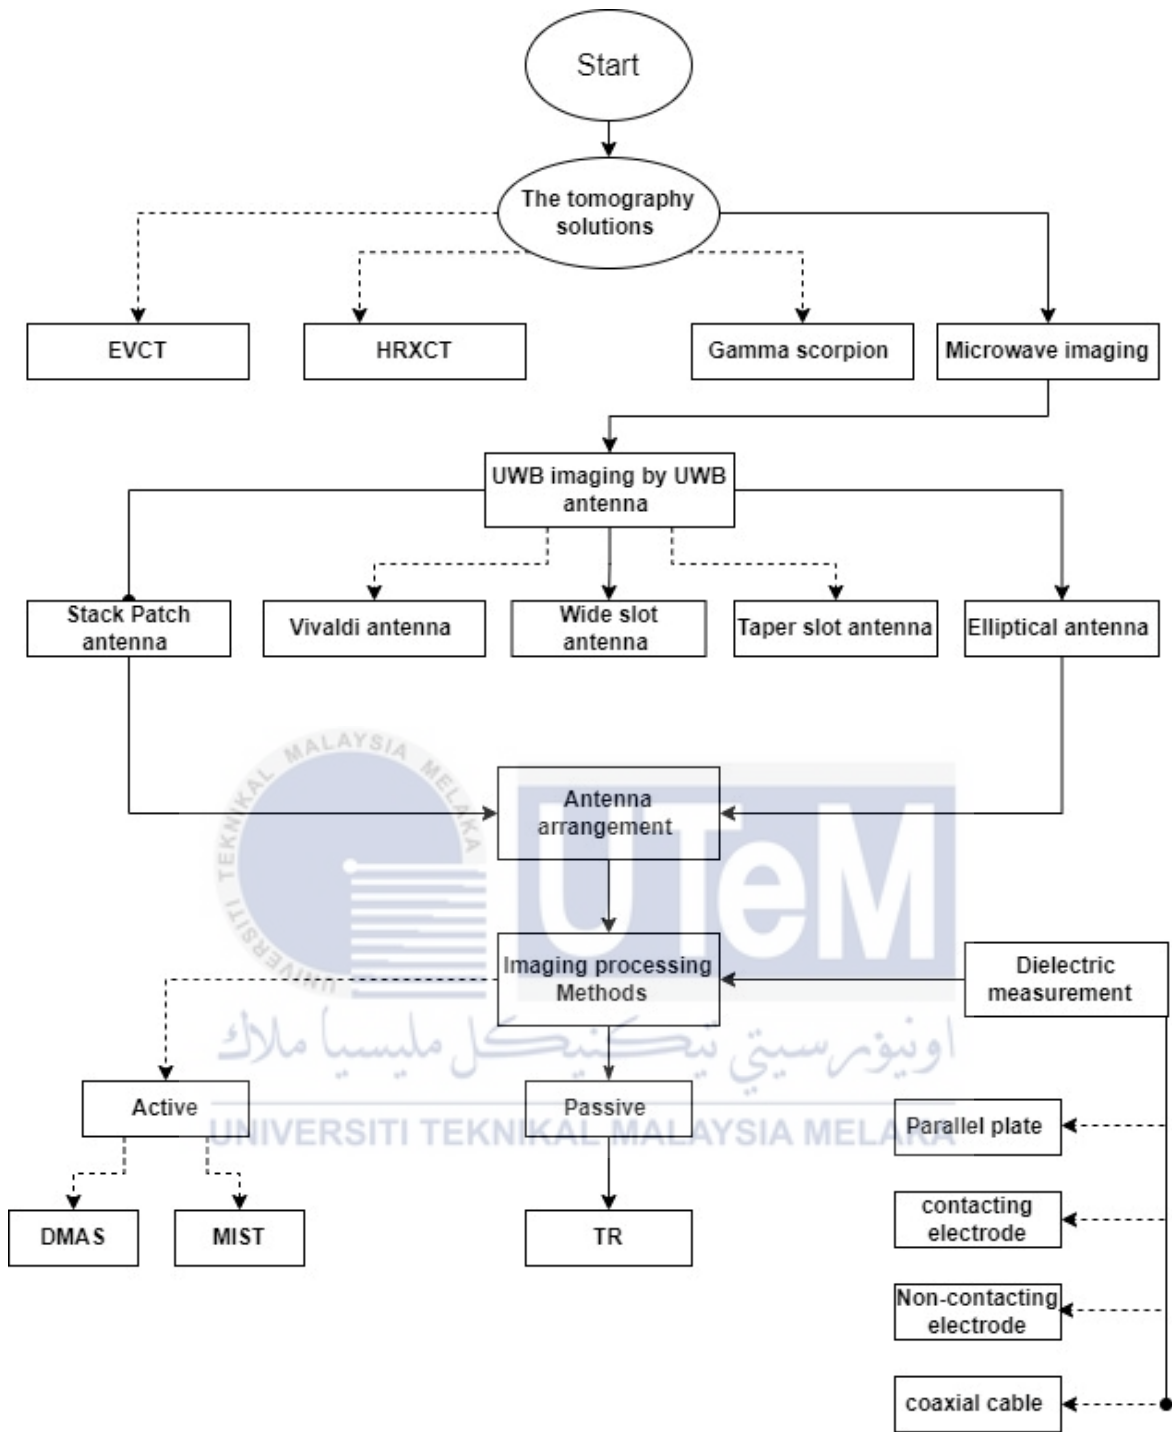 Start
The tomography
solutions
EVCT
HRXCT
Gamma scorpion
Microwave imaging
UWB imaging by UWB
antenna
Stack Patch
antenna
Vivaldi antenna
Wide slot
antenna
Taper slot antenna
Elliptical antenna
UNIVERSITI TEKNIKAL MALAYSIA MELAKA
UTeM
Antenna
arrangement
Imaging processing
Methods
Dielectric
measurement
اونيۏرسيتي تيكنيكل مليسيا ملاك
UNIVERSITI TEKNIKAL MALAYSIA MELAKA
Active
Passive
Parallel plate
DMAS
MIST
TR
contacting
electrode
Non-contacting
electrode
coaxial cable